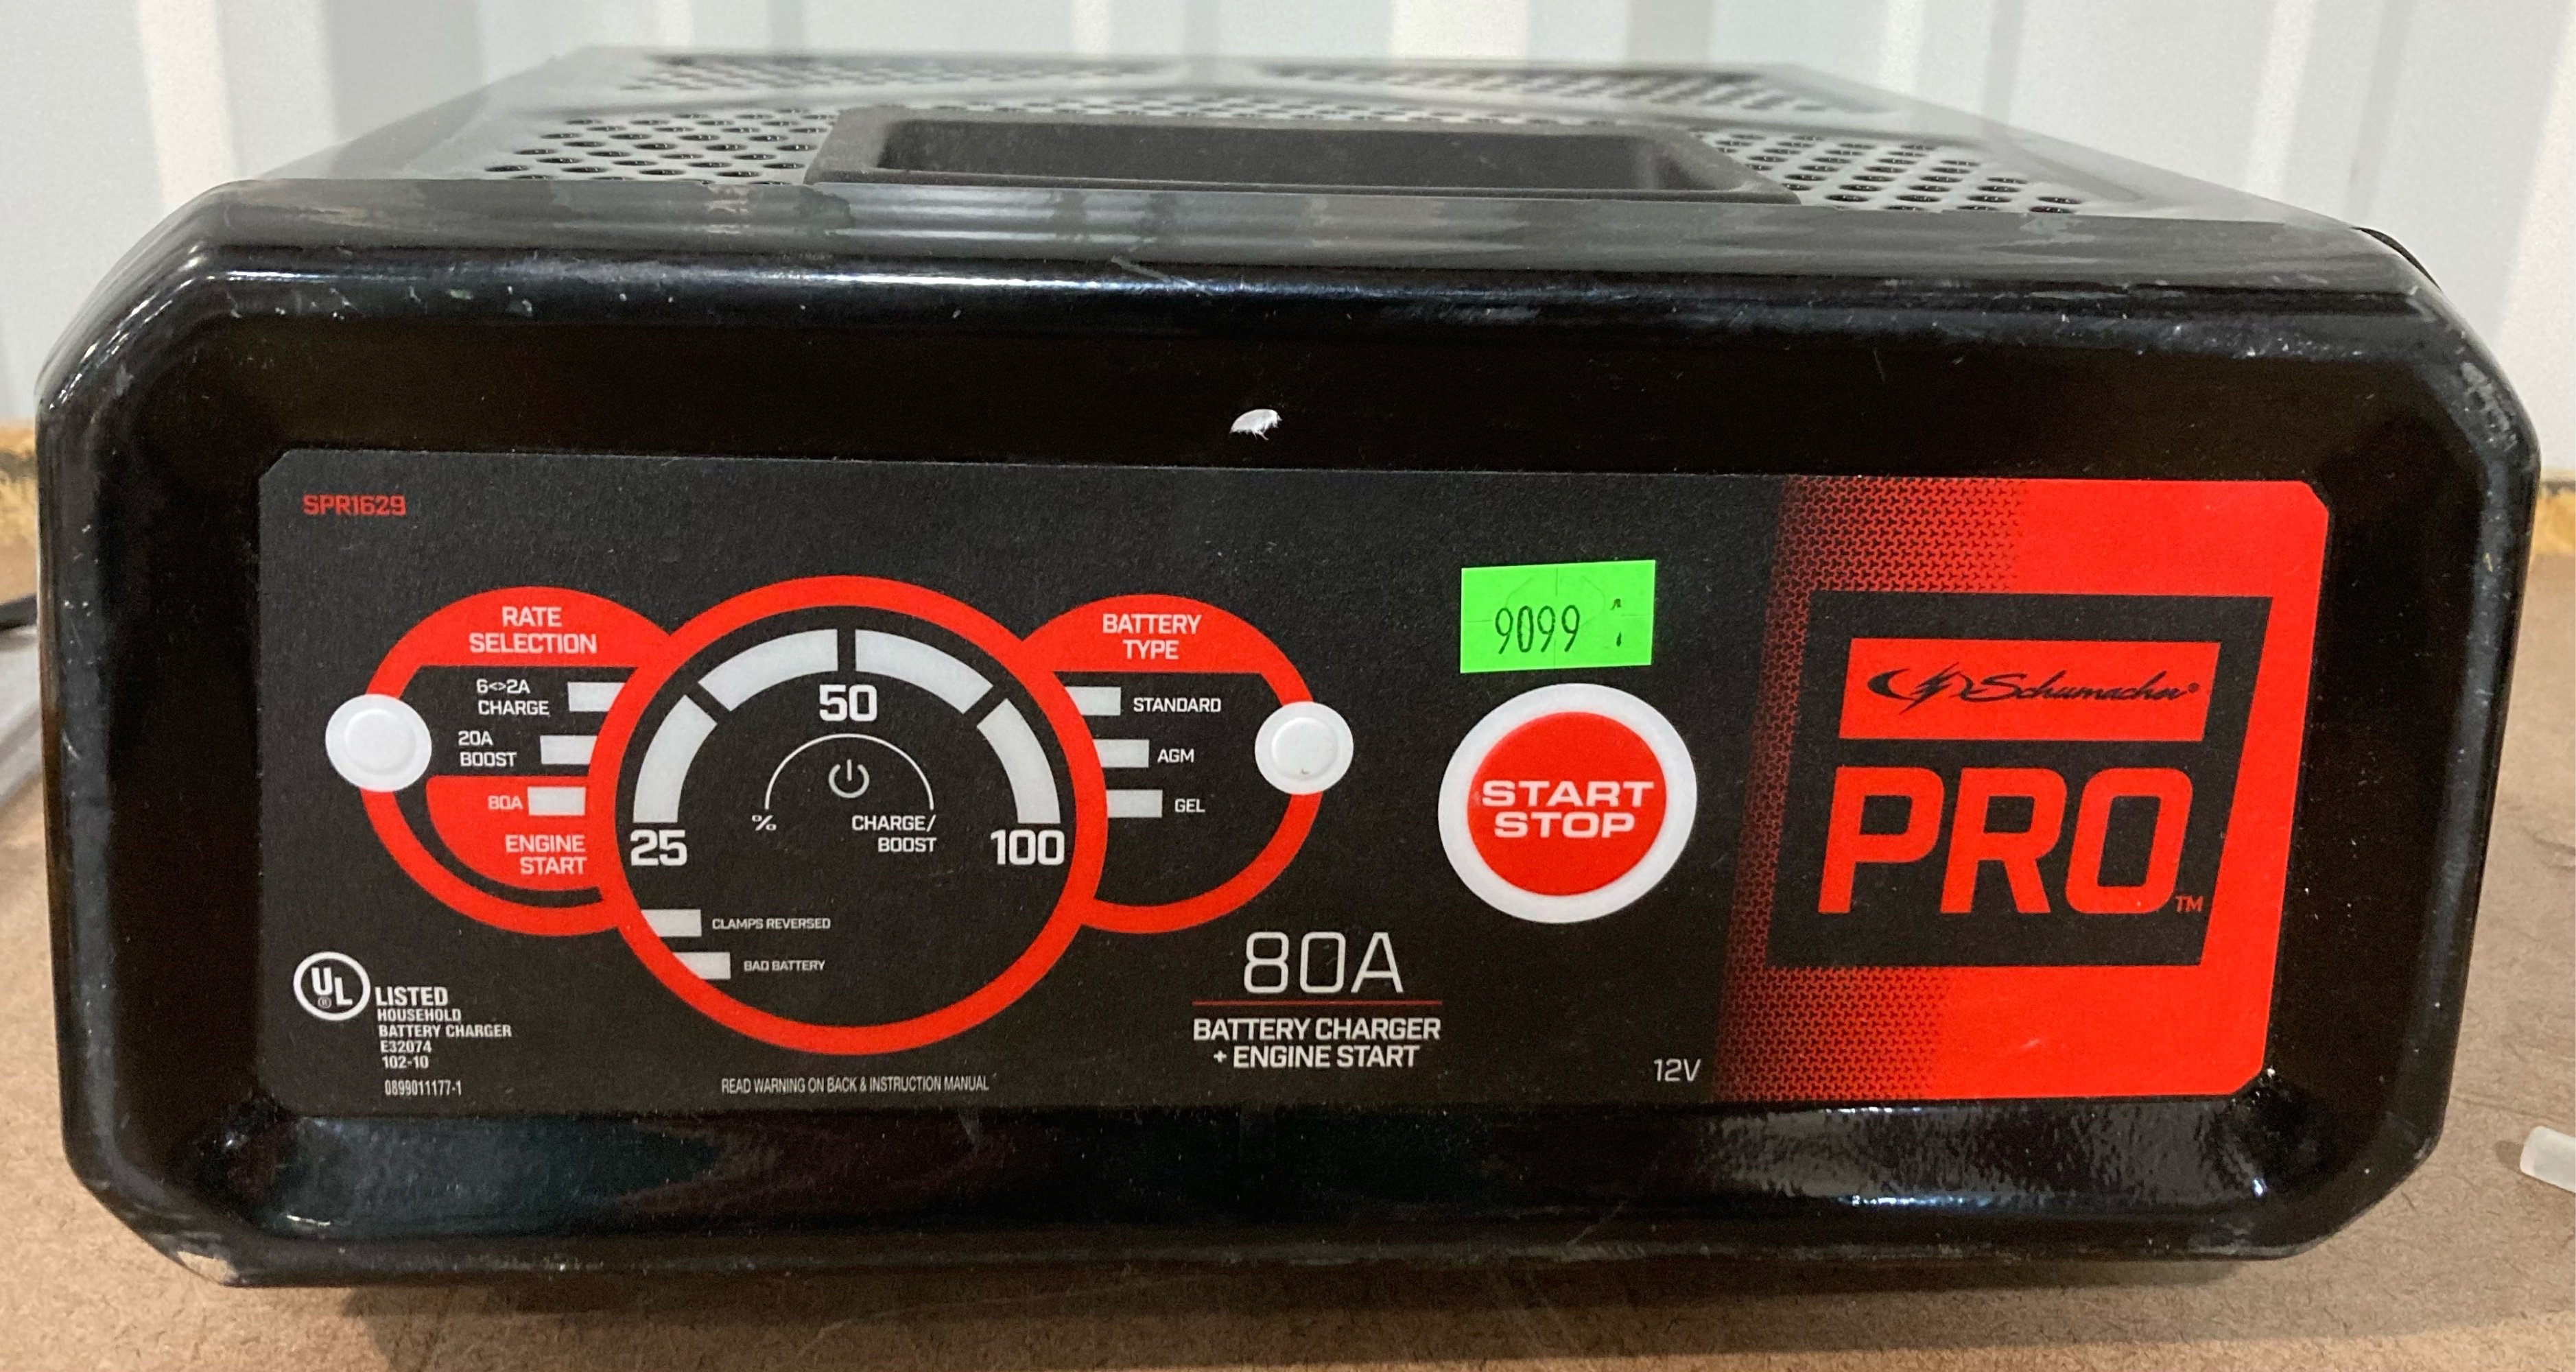 SPR1629
RATE
SELECTION
6<>2A
CHARGE
20A
BOOST
80A
ENGINE
START
25
50
100
%
CHARGE/
BOOST
CLAMPS REVERSED
BAD BATTERY
BATTERY
TYPE
STANDARD
AGM
GEL
9099
START
STOP
Schumacher®
PRO™
80A
BATTERY CHARGER
+ ENGINE START
12V
UL®
LISTED
HOUSEHOLD
BATTERY CHARGER
E32074
102-10
0899011177-1
READ WARNING ON BACK & INSTRUCTION MANUAL